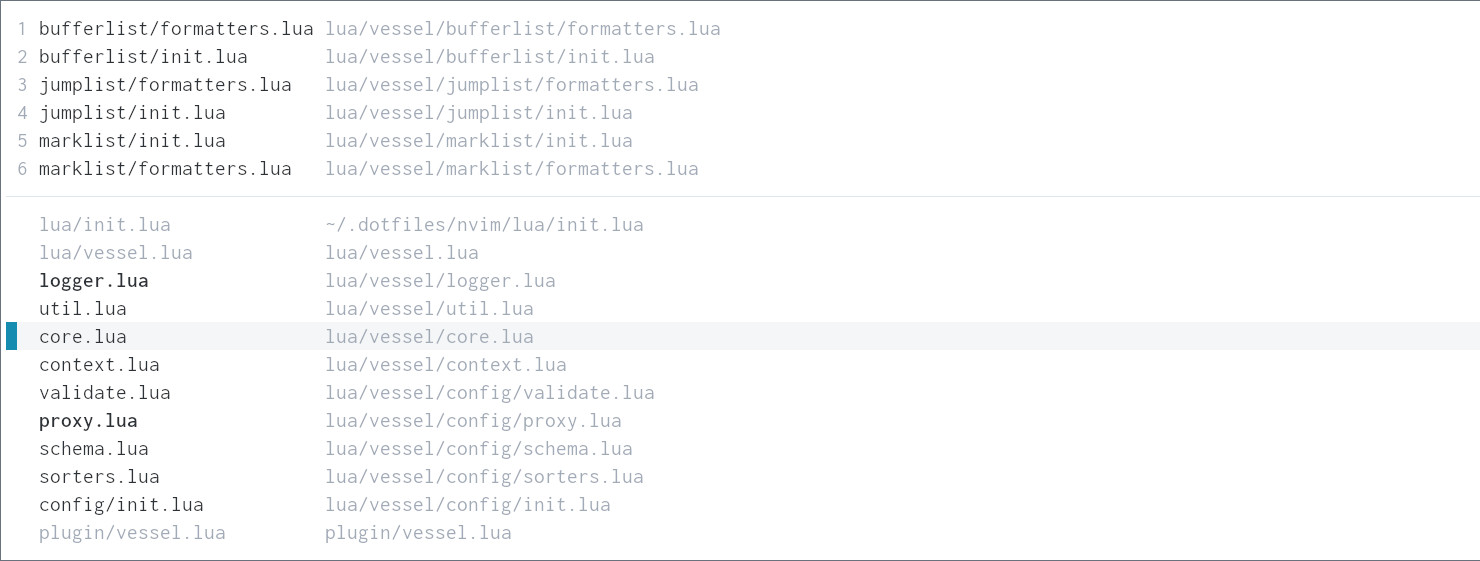 1 bufferlist/formatters.lua lua/vessel/bufferlist/formatters.lua
2 bufferlist/init.lua lua/vessel/bufferlist/init.lua
3 jumplist/formatters.lua lua/vessel/jumplist/formatters.lua
4 jumplist/init.lua lua/vessel/jumplist/init.lua
5 marklist/init.lua lua/vessel/marklist/init.lua
6 marklist/formatters.lua lua/vessel/marklist/formatters.lua
lua/init.lua ~/.dotfiles/nvim/lua/init.lua
lua/vessel.lua lua/vessel.lua
logger.lua lua/vessel/logger.lua
util.lua lua/vessel/util.lua
core.lua lua/vessel/core.lua
context.lua lua/vessel/context.lua
validate.lua lua/vessel/config/validate.lua
proxy.lua lua/vessel/config/proxy.lua
schema.lua lua/vessel/config/schema.lua
sorters.lua lua/vessel/config/sorters.lua
config/init.lua lua/vessel/config/init.lua
plugin/vessel.lua plugin/vessel.lua